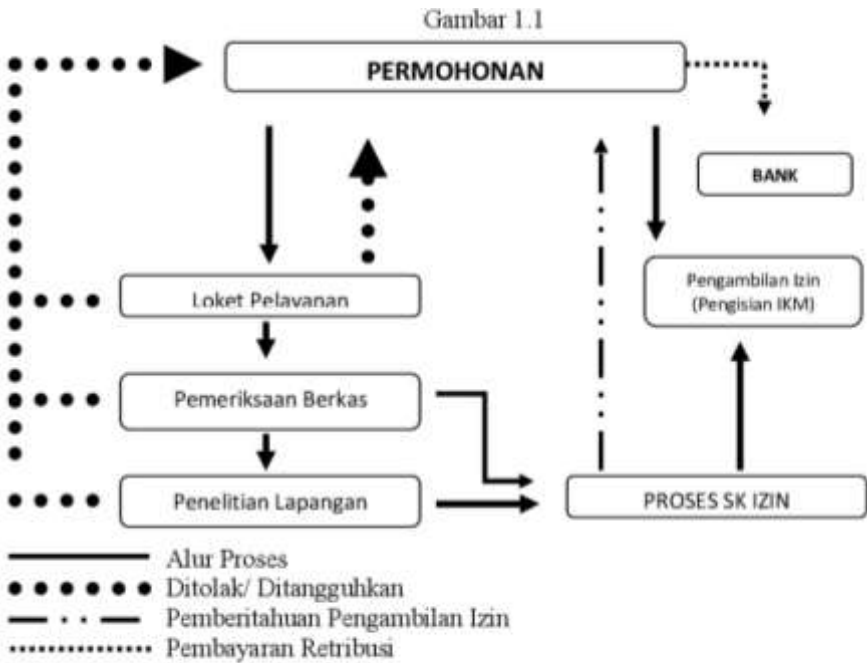 Gambar 1.1
PERMOHONAN
BANK
Loket Pelayanan
Pengambilan Izin
(Pengisian IKM)
Pemeriksaan Berkas
Penelitian Lapangan
PROSES SK IZIN
Alur Proses
Ditolak/ Ditangguhkan
Pemberitahuan Pengambilan Izin
Pembayaran Retribusi